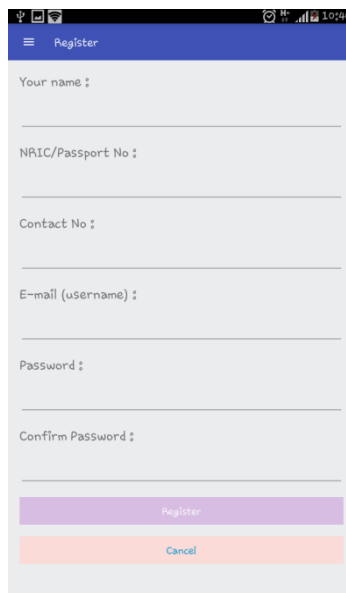 10:4
Register
Your name :
NRIC/Passport No :
Contact No :
E-mail (username) :
Password :
Confirm Password :
Register
Cancel